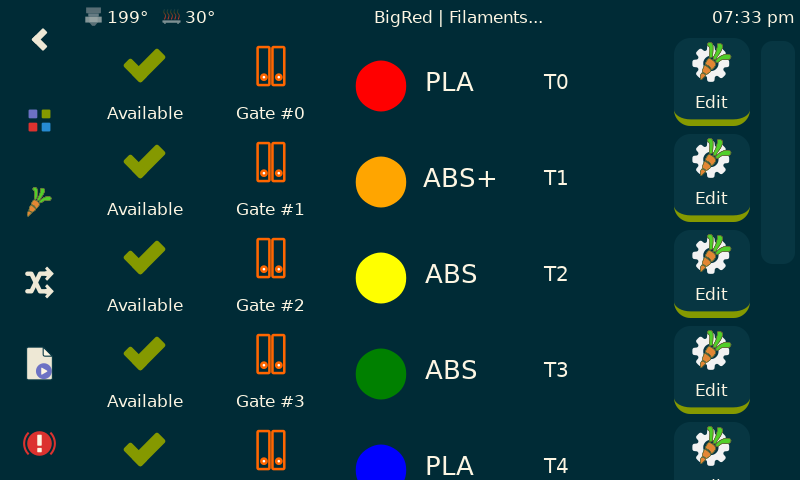 199° 30° BigRed | Filaments... 07:33 pm
PLA T0
Edit
Available Gate #0
ABS+ T1
Edit
Available Gate #1
ABS T2
Edit
Available Gate #2
ABS T3
Edit
Available Gate #3
PLA T4